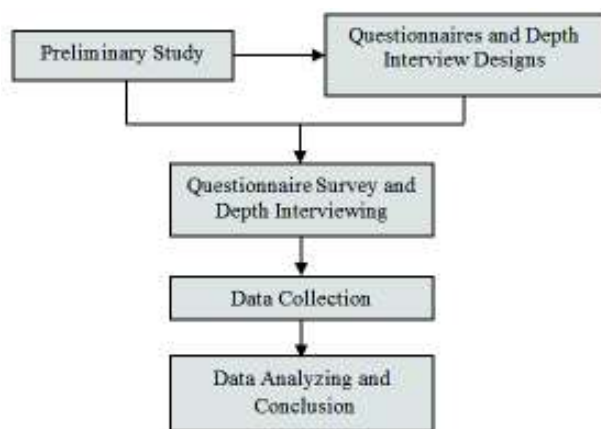 Preliminary Study
Questionnaires and Depth
Interview Designs
Questionnaire Survey and
Depth Interviewing
Data Collection
Data Analyzing and
Conclusion